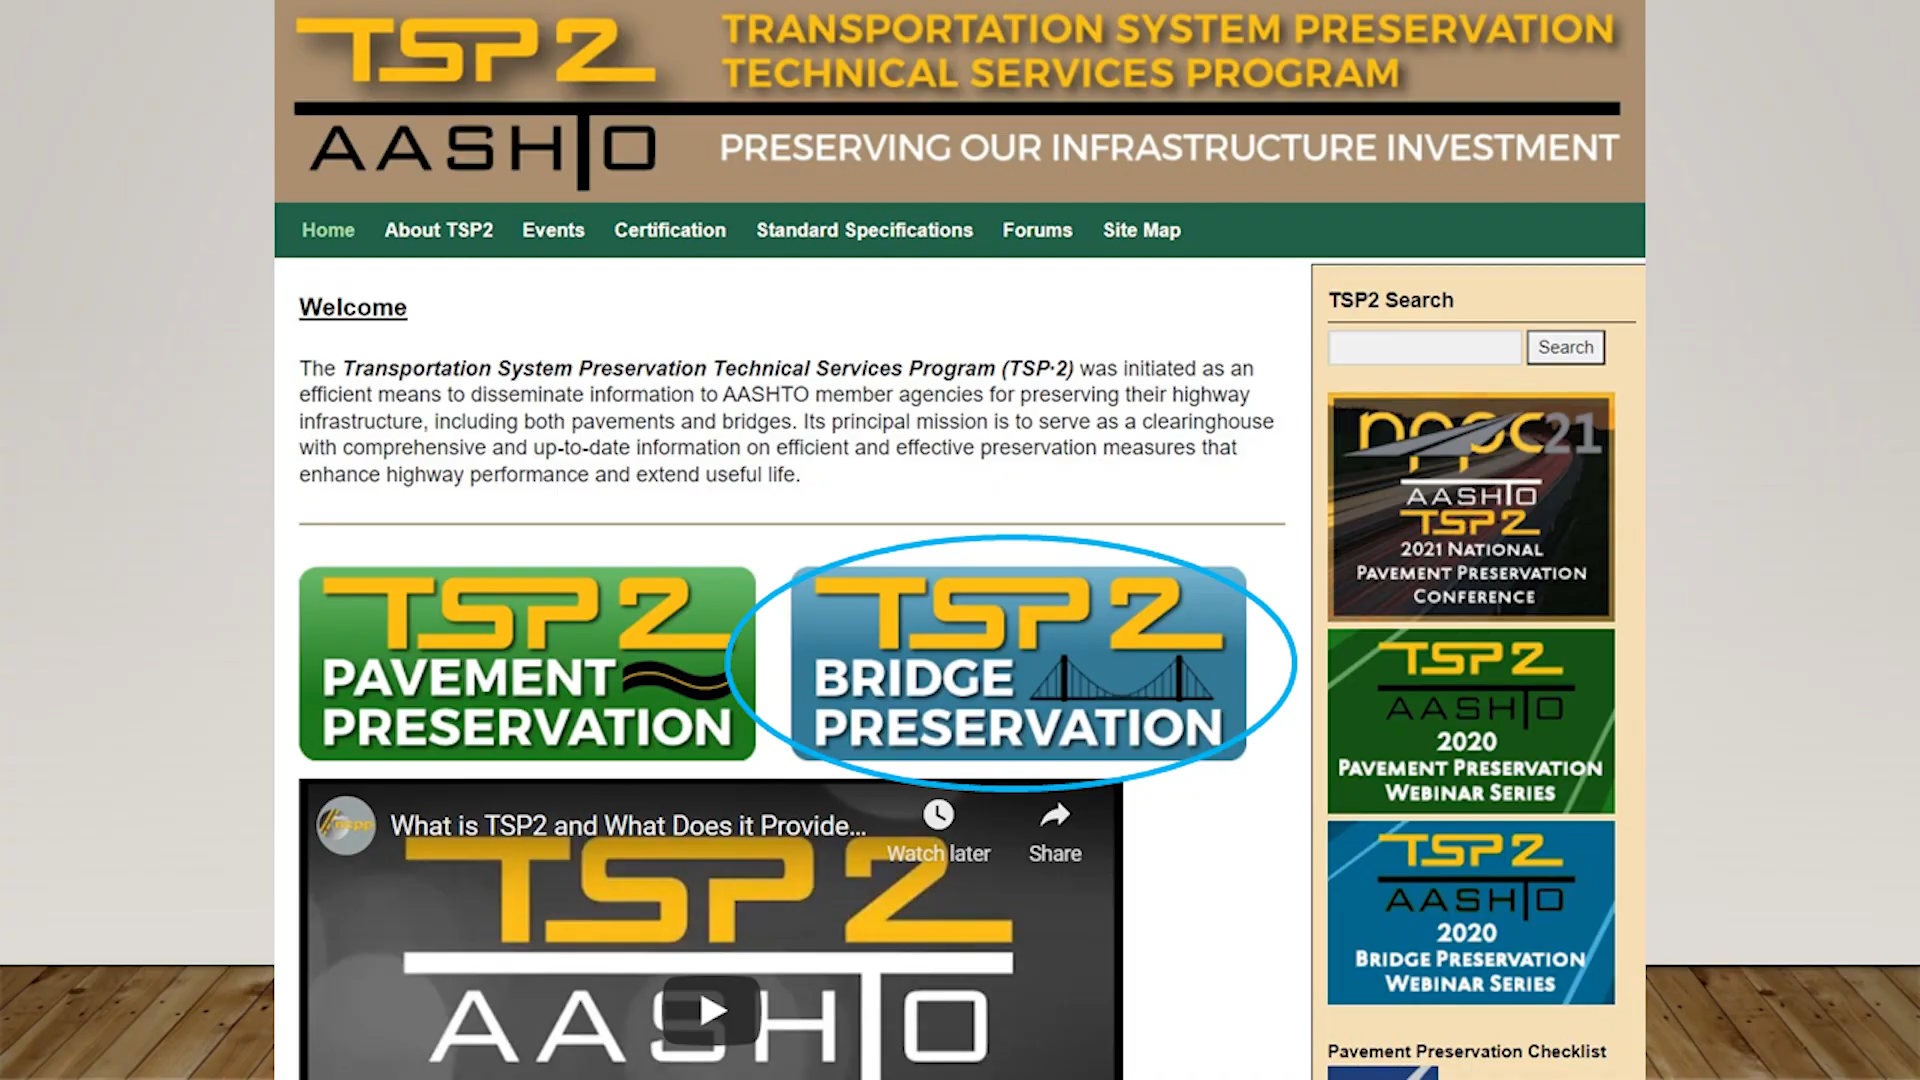 TSP2
AASHTO
TRANSPORTATION SYSTEM PRESERVATION
TECHNICAL SERVICES PROGRAM
PRESERVING OUR INFRASTRUCTURE INVESTMENT
Home About TSP2 Events Certification Standard Specifications Forums Site Map
Welcome
The Transportation System Preservation Technical Services Program (TSP·2) was initiated as an
efficient means to disseminate information to AASHTO member agencies for preserving their highway
infrastructure, including both pavements and bridges. Its principal mission is to serve as a clearinghouse
with comprehensive and up-to-date information on efficient and effective preservation measures that
enhance highway performance and extend useful life.
TSP2
PAVEMENT
PRESERVATION
TSP2
BRIDGE
PRESERVATION
What is TSP2 and What Does it Provide...
Watch later
Share
TSP2
AASHTO
TSP2 Search
Search
nppc21
AASHTO
TSP2
2021 NATIONAL
PAVEMENT PRESERVATION
CONFERENCE
TSP2
AASHTO
2020
PAVEMENT PRESERVATION
WEBINAR SERIES
TSP2
AASHTO
2020
BRIDGE PRESERVATION
WEBINAR SERIES
Pavement Preservation Checklist